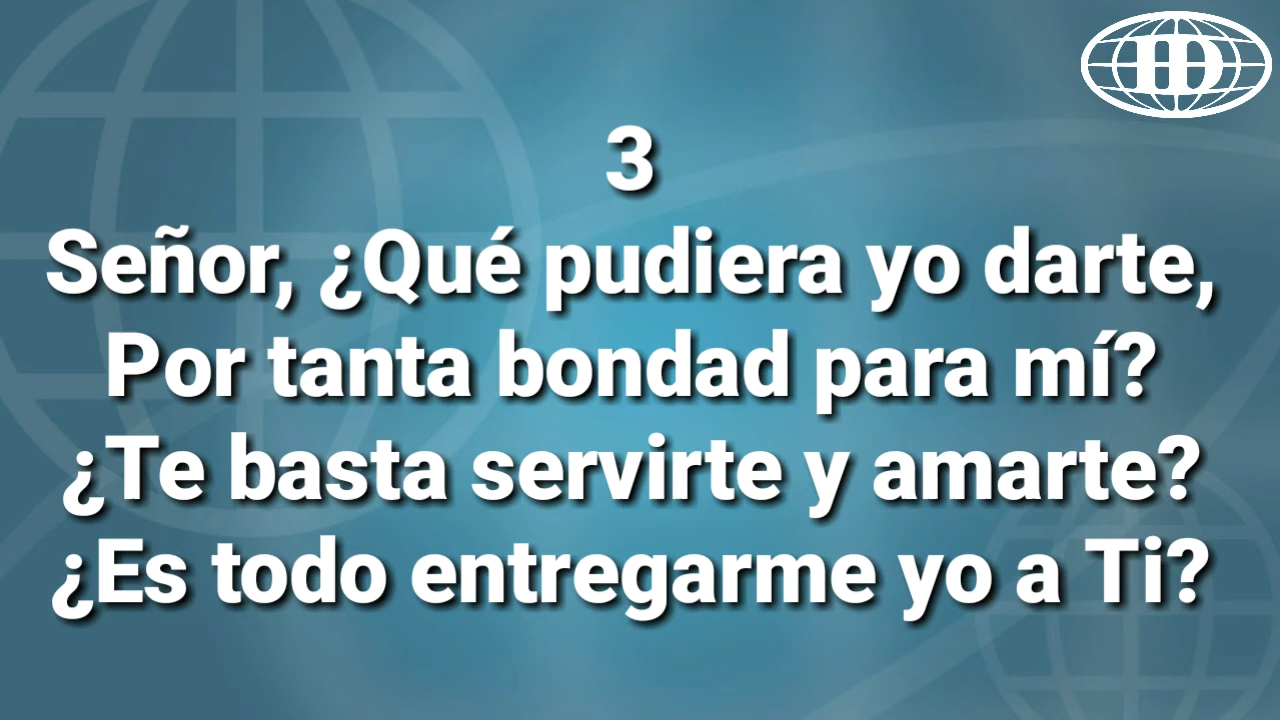 ID
3
Señor, ¿Qué pudiera yo darte,
Por tanta bondad para mí?
¿Te basta servirte y amarte?
¿Es todo entregarme yo a Ti?